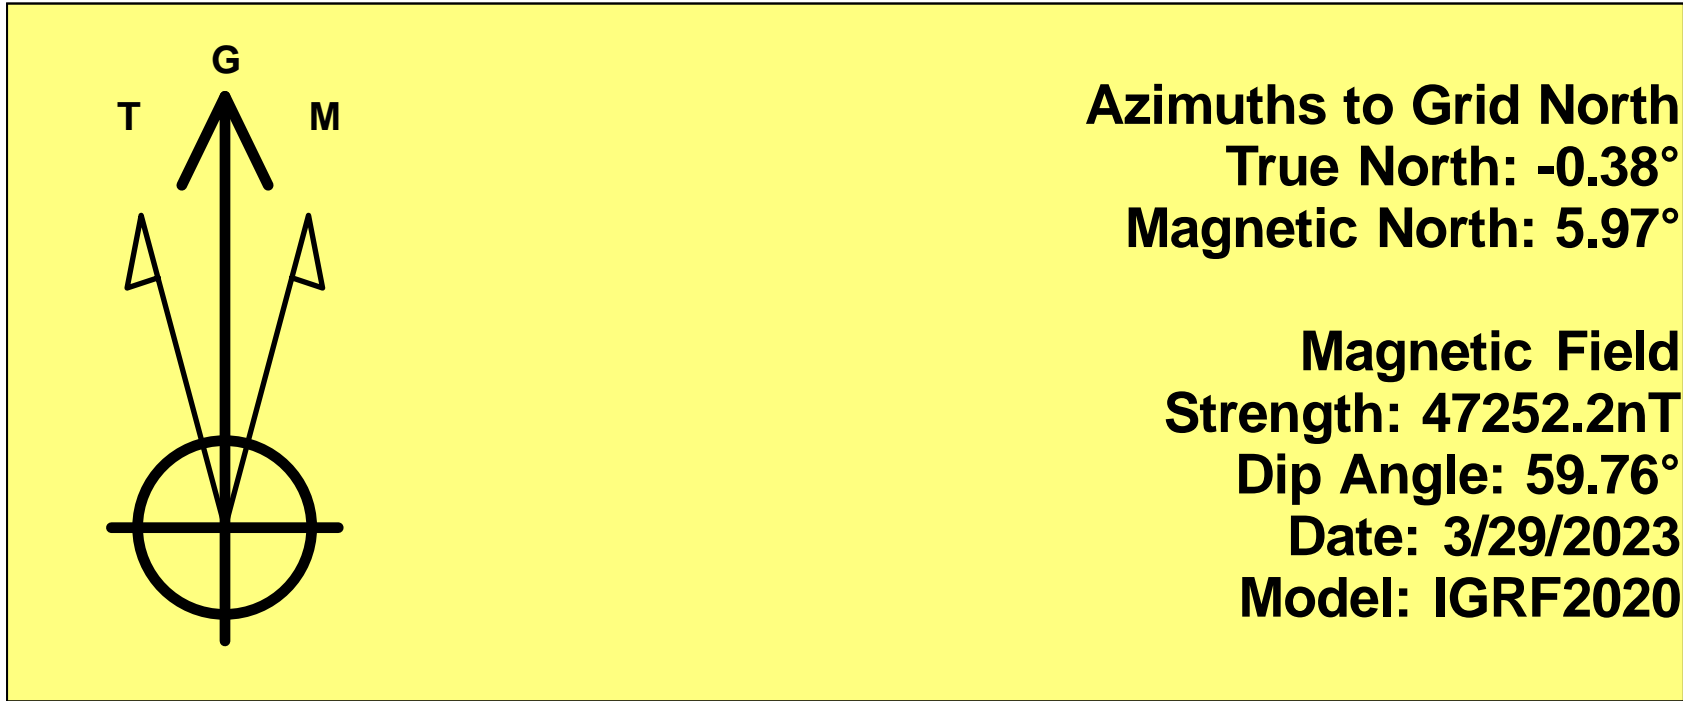 G
T
M
Azimuths to Grid North
True North: -0.38°
Magnetic North: 5.97°
Magnetic Field
Strength: 47252.2nT
Dip Angle: 59.76°
Date: 3/29/2023
Model: IGRF2020